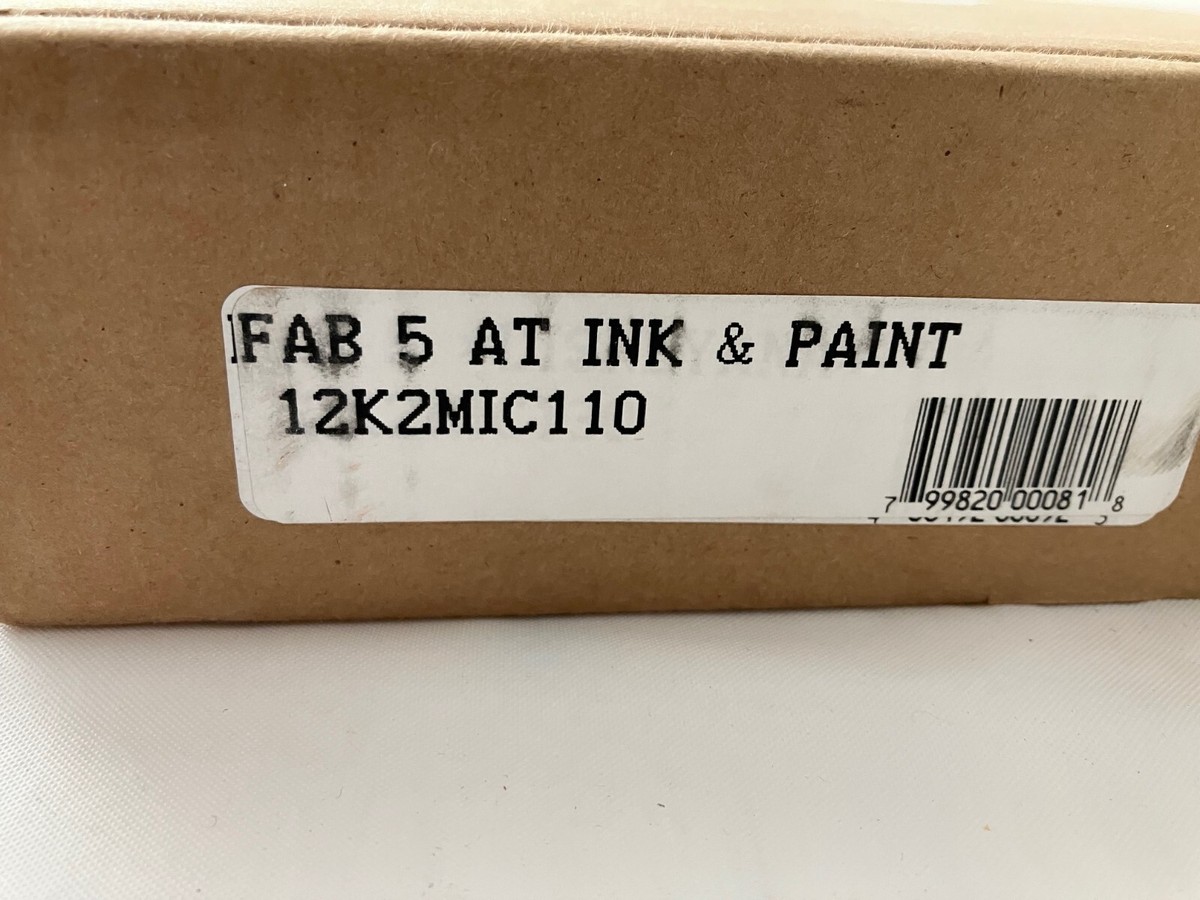 FAB 5 AT INK & PAINT
12K2MIC110
7 99820 00081 8